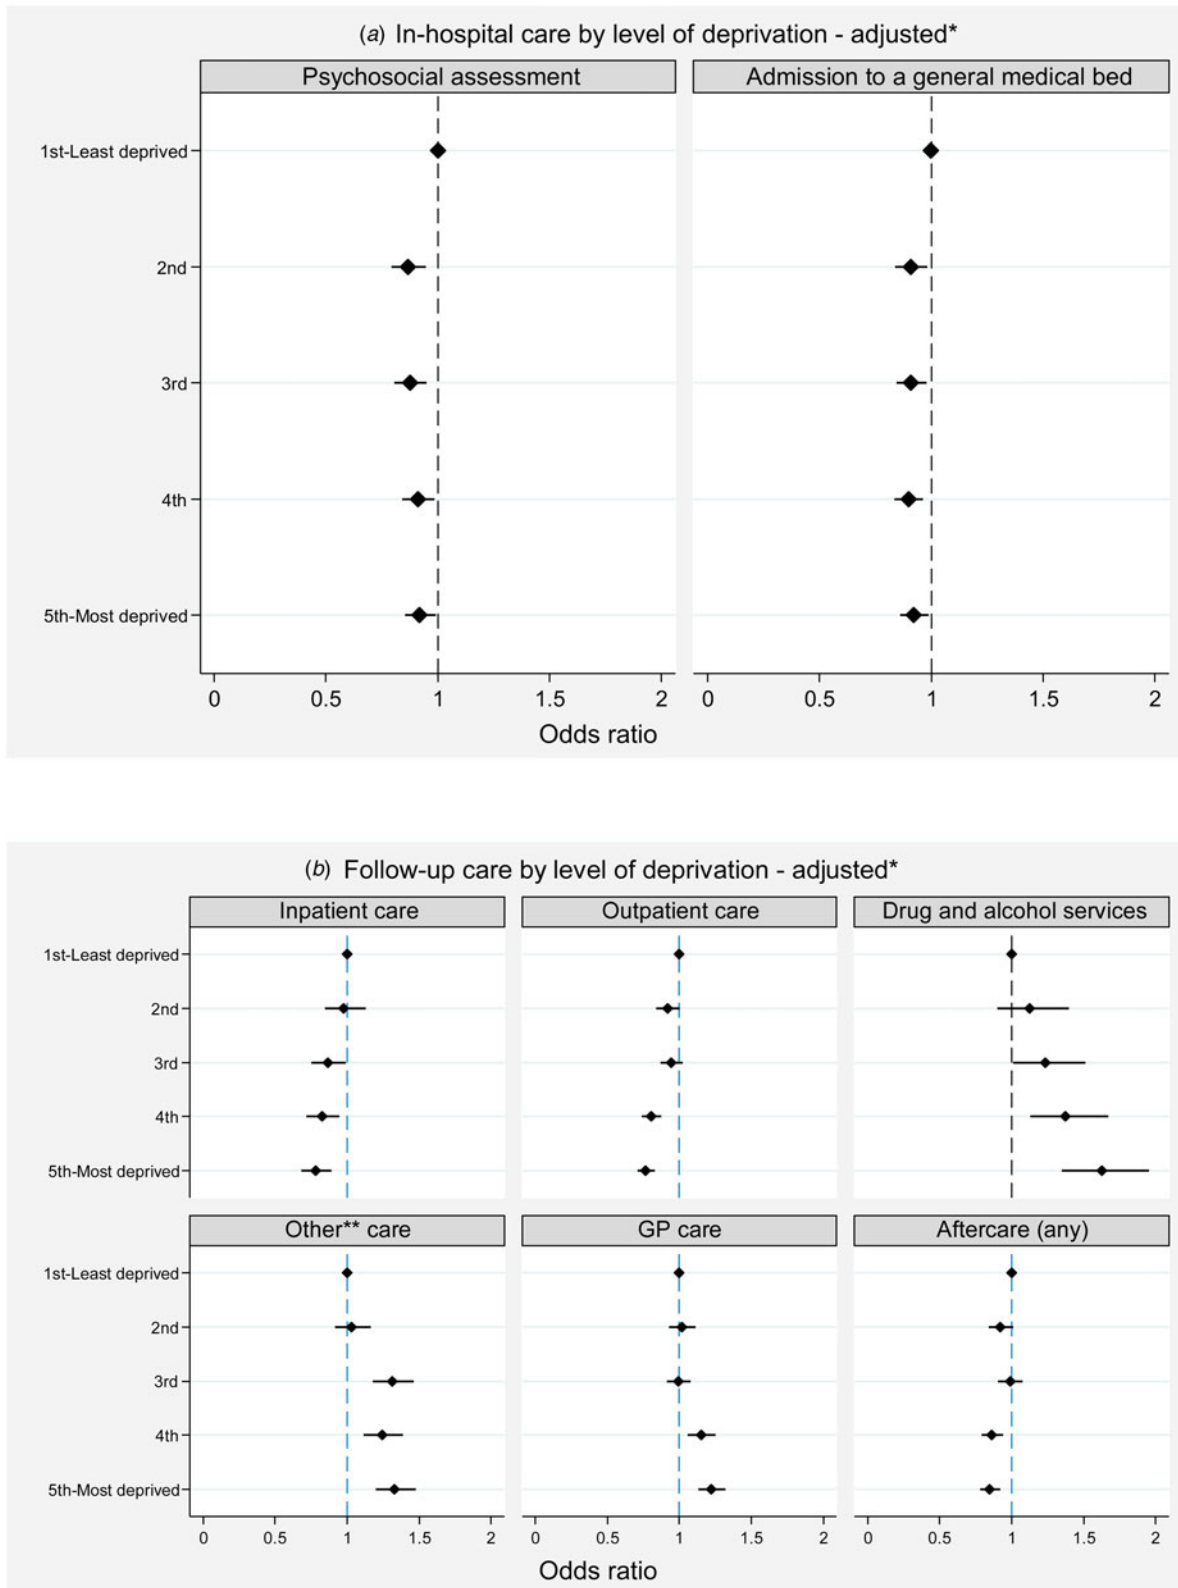 (a) In-hospital care by level of deprivation - adjusted*
Psychosocial assessment
Admission to a general medical bed
1st-Least deprived
2nd
3rd
4th
5th-Most deprived
0 0.5 1 1.5 2
0 0.5 1 1.5 2
Odds ratio
(b) Follow-up care by level of deprivation - adjusted*
Inpatient care
Outpatient care
Drug and alcohol services
1st-Least deprived
2nd
3rd
4th
5th-Most deprived
Other** care
GP care
Aftercare (any)
1st-Least deprived
2nd
3rd
4th
5th-Most deprived
0 0.5 1 1.5 2
0 0.5 1 1.5 2
0 0.5 1 1.5 2
Odds ratio